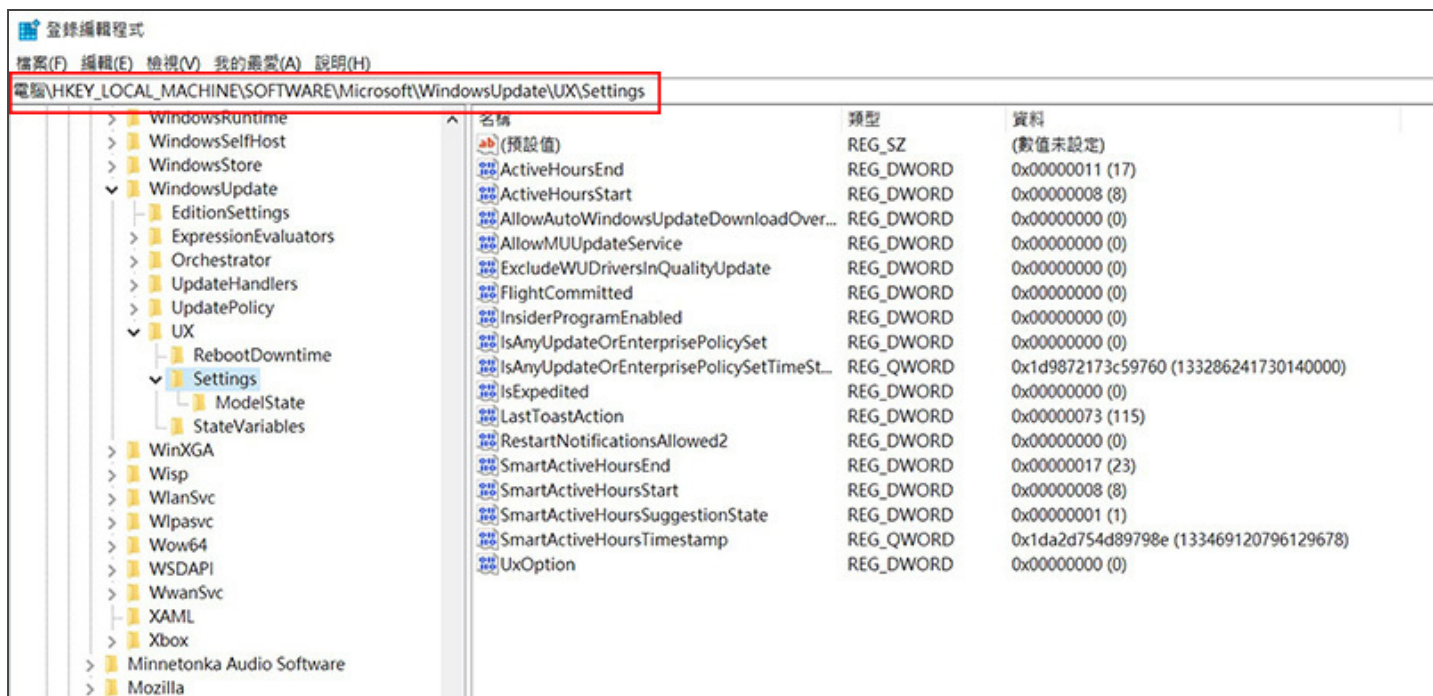 登錄編輯程式
檔案(F) 編輯(E) 檢視(V) 我的最愛(A) 說明(H)
電腦\HKEY_LOCAL_MACHINE\SOFTWARE\Microsoft\WindowsUpdate\UX\Settings
WindowsRuntime
WindowsSelfHost
WindowsStore
WindowsUpdate
EditionSettings
ExpressionEvaluators
Orchestrator
UpdateHandlers
UpdatePolicy
UX
RebootDowntime
Settings
ModelState
StateVariables
WinXGA
Wisp
WlanSvc
Wlpasvc
Wow64
WSDAPI
WwanSvc
XAML
Xbox
Minnetonka Audio Software
Mozilla
名稱 類型 資料
(預設值) REG_SZ (數值未設定)
ActiveHoursEnd REG_DWORD 0x00000011 (17)
ActiveHoursStart REG_DWORD 0x00000008 (8)
AllowAutoWindowsUpdateDownloadOver... REG_DWORD 0x00000000 (0)
AllowMUUpdateService REG_DWORD 0x00000000 (0)
ExcludeWUDriversInQualityUpdate REG_DWORD 0x00000000 (0)
FlightCommitted REG_DWORD 0x00000000 (0)
InsiderProgramEnabled REG_DWORD 0x00000000 (0)
IsAnyUpdateOrEnterprisePolicySet REG_DWORD 0x00000000 (0)
IsAnyUpdateOrEnterprisePolicySetTimeSt... REG_QWORD 0x1d9872173c59760 (133286241730140000)
IsExpedited REG_DWORD 0x00000000 (0)
LastToastAction REG_DWORD 0x00000073 (115)
RestartNotificationsAllowed2 REG_DWORD 0x00000000 (0)
SmartActiveHoursEnd REG_DWORD 0x00000017 (23)
SmartActiveHoursStart REG_DWORD 0x00000008 (8)
SmartActiveHoursSuggestionState REG_DWORD 0x00000001 (1)
SmartActiveHoursTimestamp REG_QWORD 0x1da2d754d89798e (133469120796129678)
UxOption REG_DWORD 0x00000000 (0)